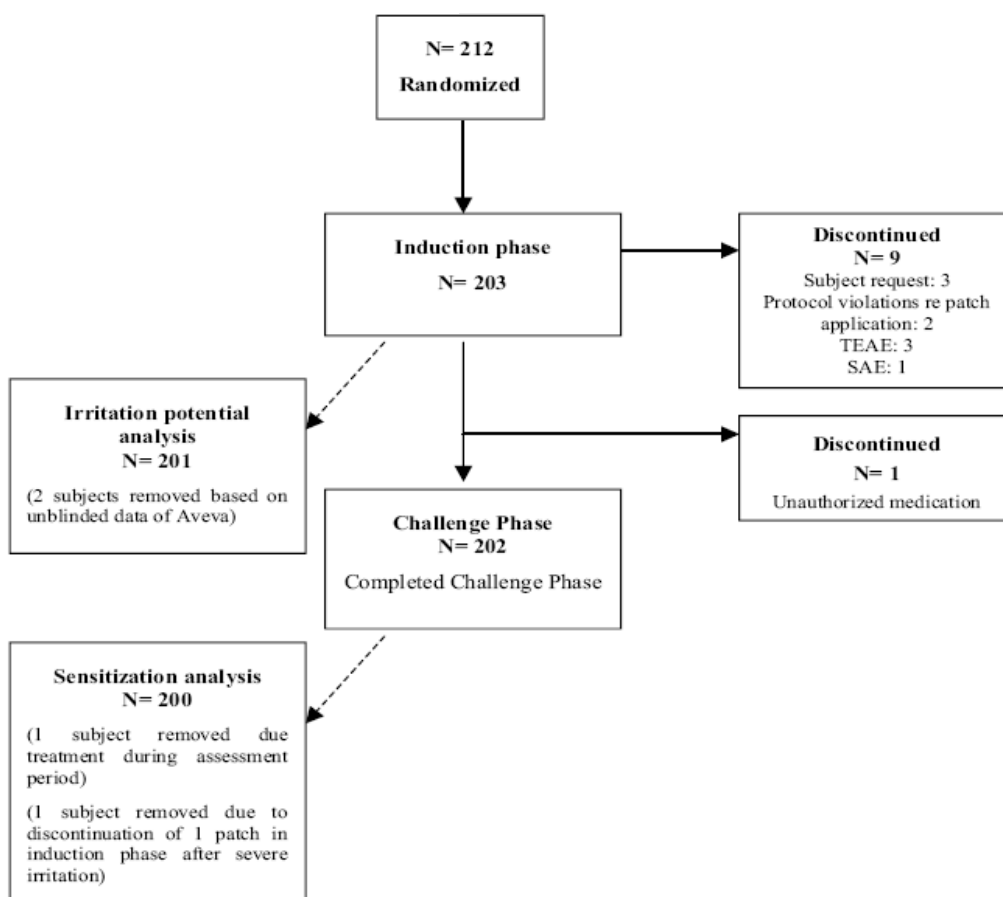 N= 212
Randomized
Induction phase
N= 203
Discontinued
N= 9
Subject request: 3
Protocol violations re patch
application: 2
TEAE: 3
SAE: 1
Irritation potential
analysis
N= 201
(2 subjects removed based on
unblinded data of Aveva)
Discontinued
N= 1
Unauthorized medication
Challenge Phase
N= 202
Completed Challenge Phase
Sensitization analysis
N= 200
(1 subject removed due
treatment during assessment
period)
(1 subject removed due to
discontinuation of 1 patch in
induction phase after severe
irritation)